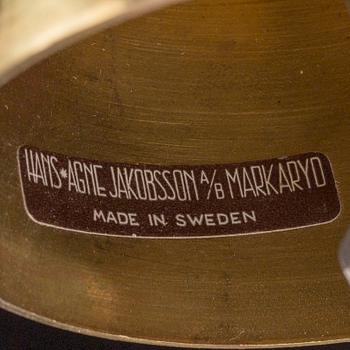 HANS*AGNE JAKOBSSON A/B MARKARYD
MADE IN SWEDEN